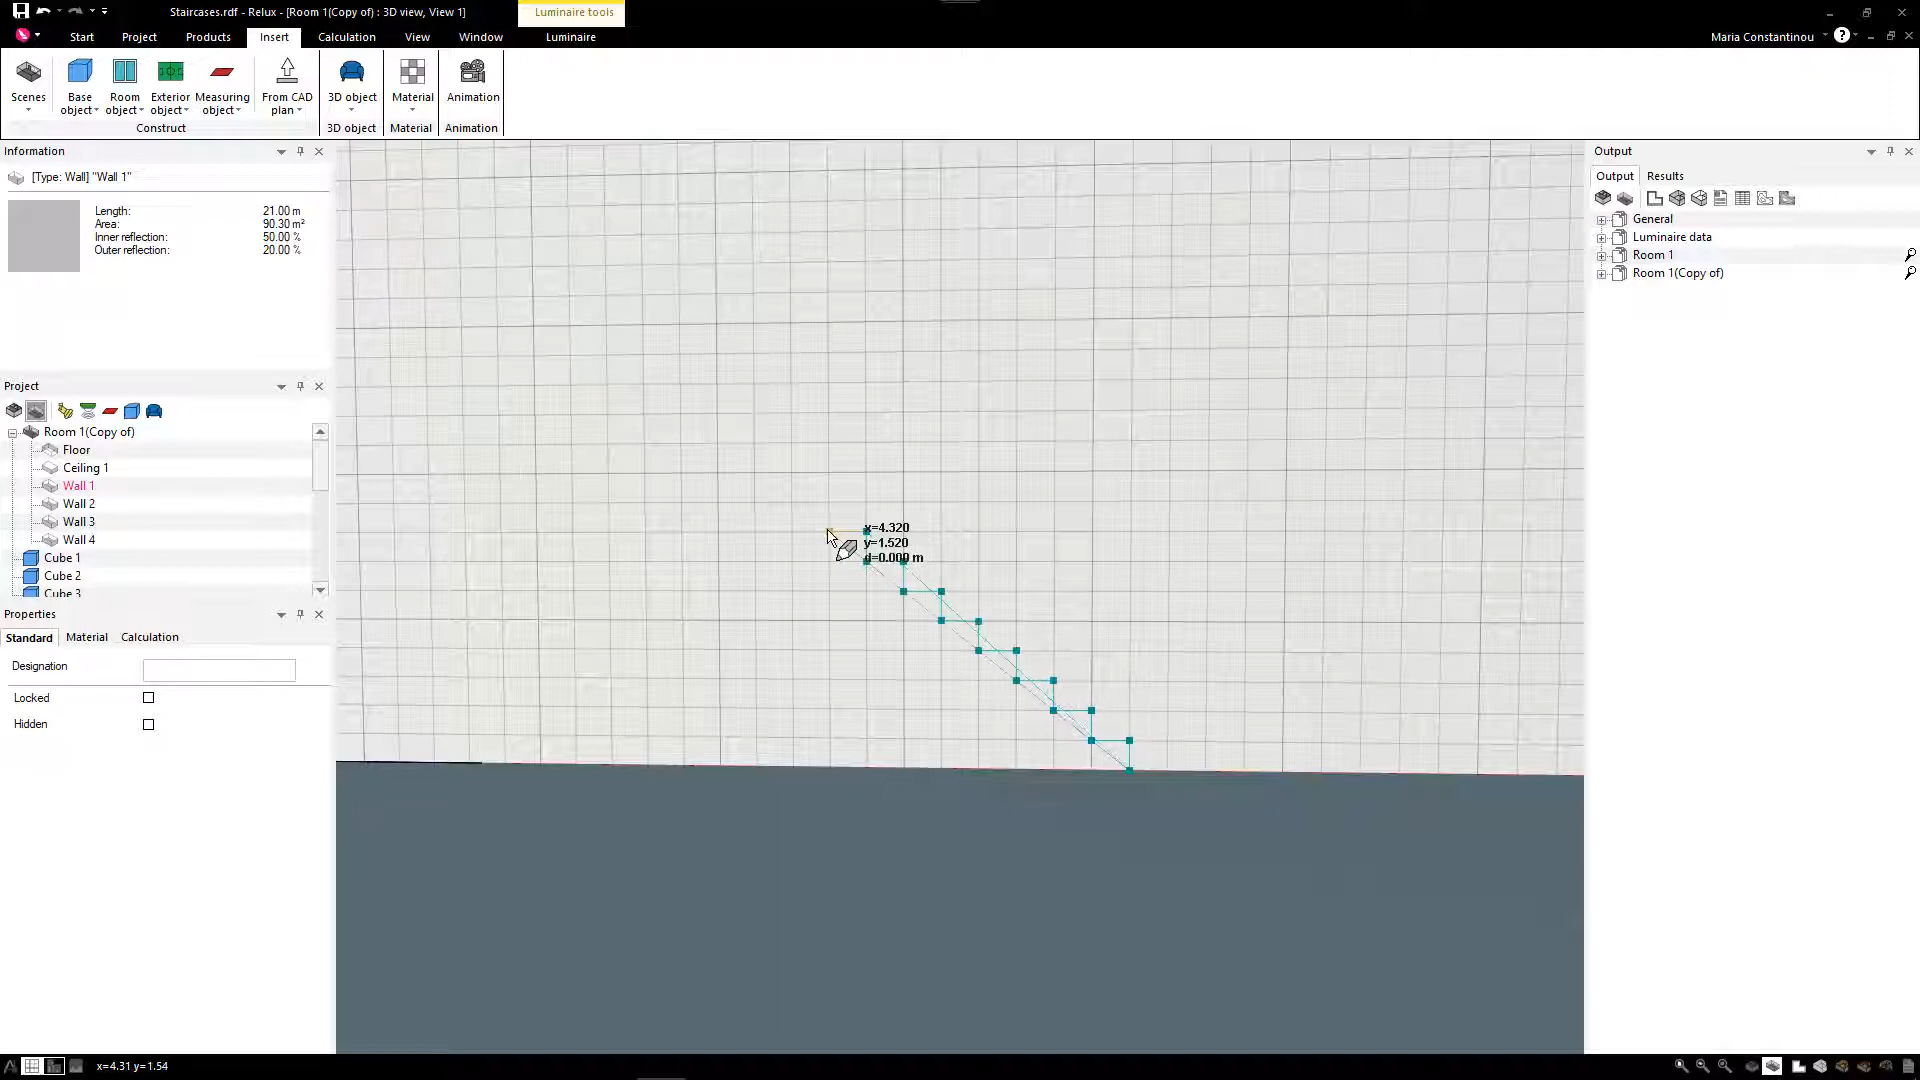 Staircases.rdf - Relux - [Room 1(Copy of) : 3D view, View 1]
Luminaire tools
Start
Project
Products
Insert
Calculation
View
Window
Luminaire
Maria Constantinou
Scenes
Base object
Room object
Exterior object
Measuring object
From CAD plan
3D object
Material
Animation
Construct
3D object
Material
Animation
Information
[Type: Wall] "Wall 1"
Length: 21.00 m
Area: 90.30 m²
Inner reflection: 50.00 %
Outer reflection: 20.00 %
Project
Room 1(Copy of)
Floor
Ceiling 1
Wall 1
Wall 2
Wall 3
Wall 4
Cube 1
Cube 2
Cube 3
Properties
Standard
Material
Calculation
Designation
Locked
Hidden
x=4.320
y=1.520
d=0.000 m
Output
Output
Results
General
Luminaire data
Room 1
Room 1(Copy of)
x=4.31 y=1.54